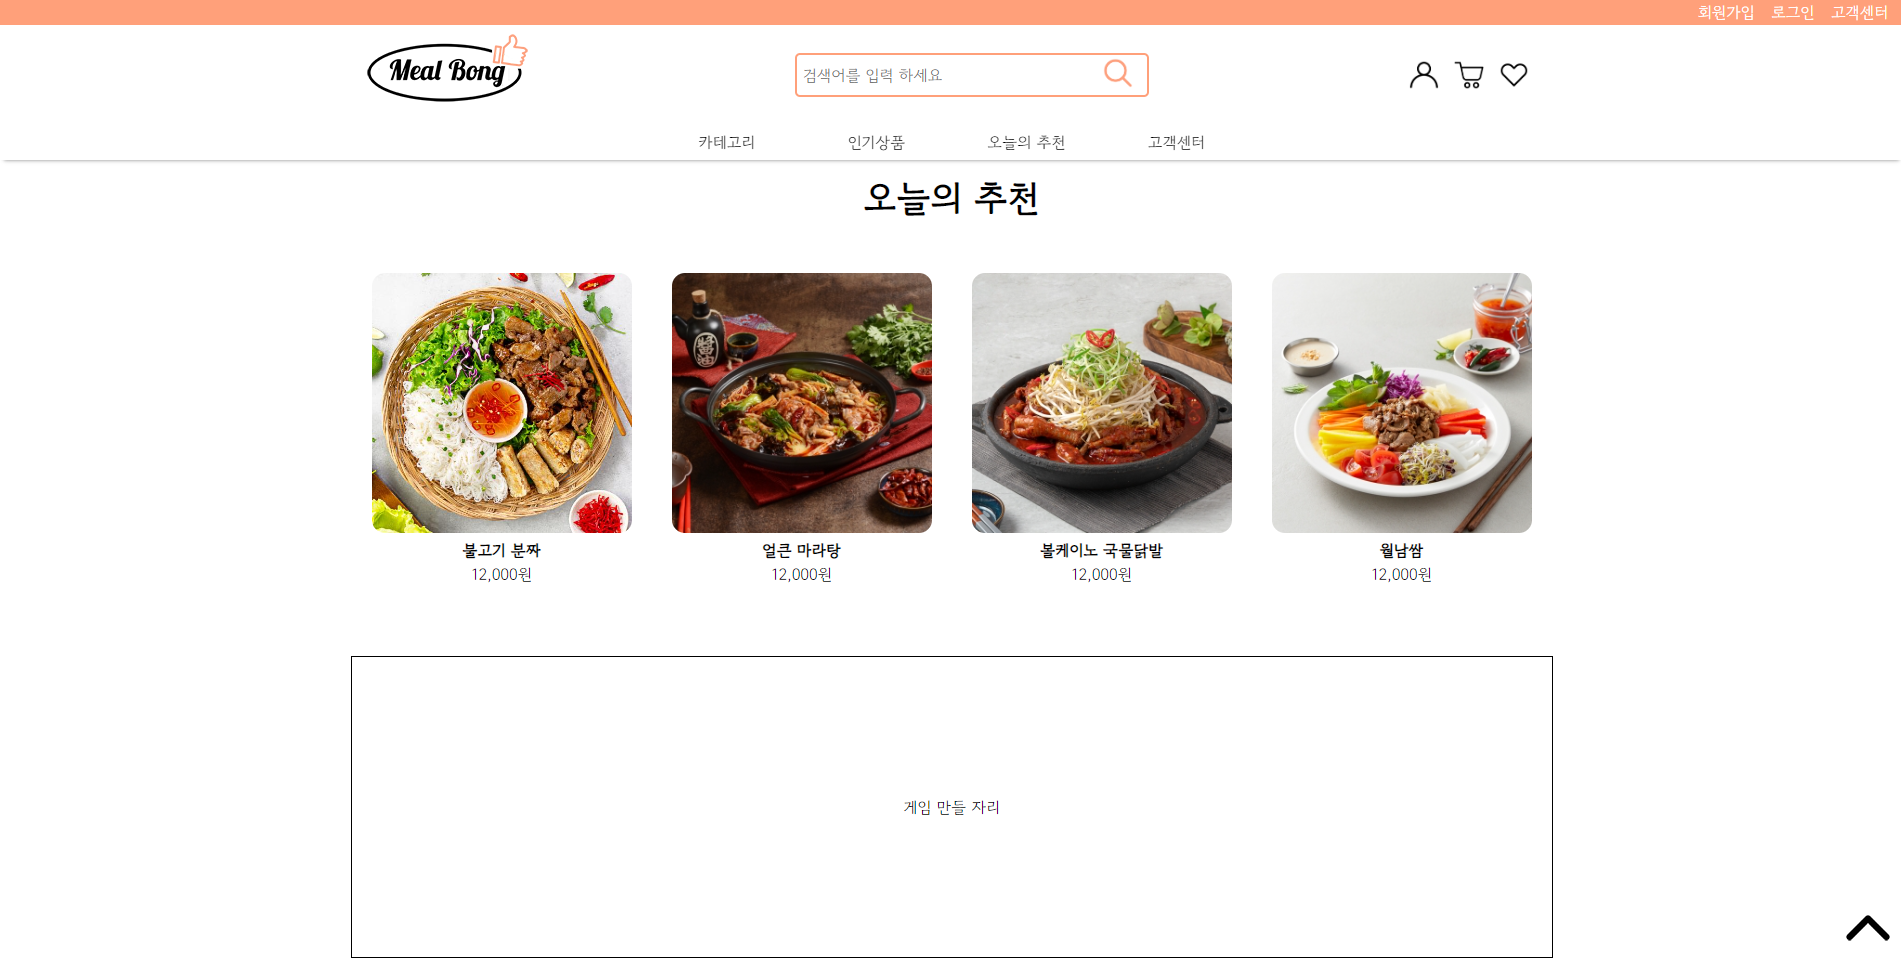 회원가입 로그인 고객센터
Meal Bong
검색어를 입력 하세요
카테고리 인기상품 오늘의 추천 고객센터
오늘의 추천
醤油
불고기 분짜 얼큰 마라탕 볼케이노 국물닭발 월남쌈
12,000원 12,000원 12,000원 12,000원
게임 만들 자리